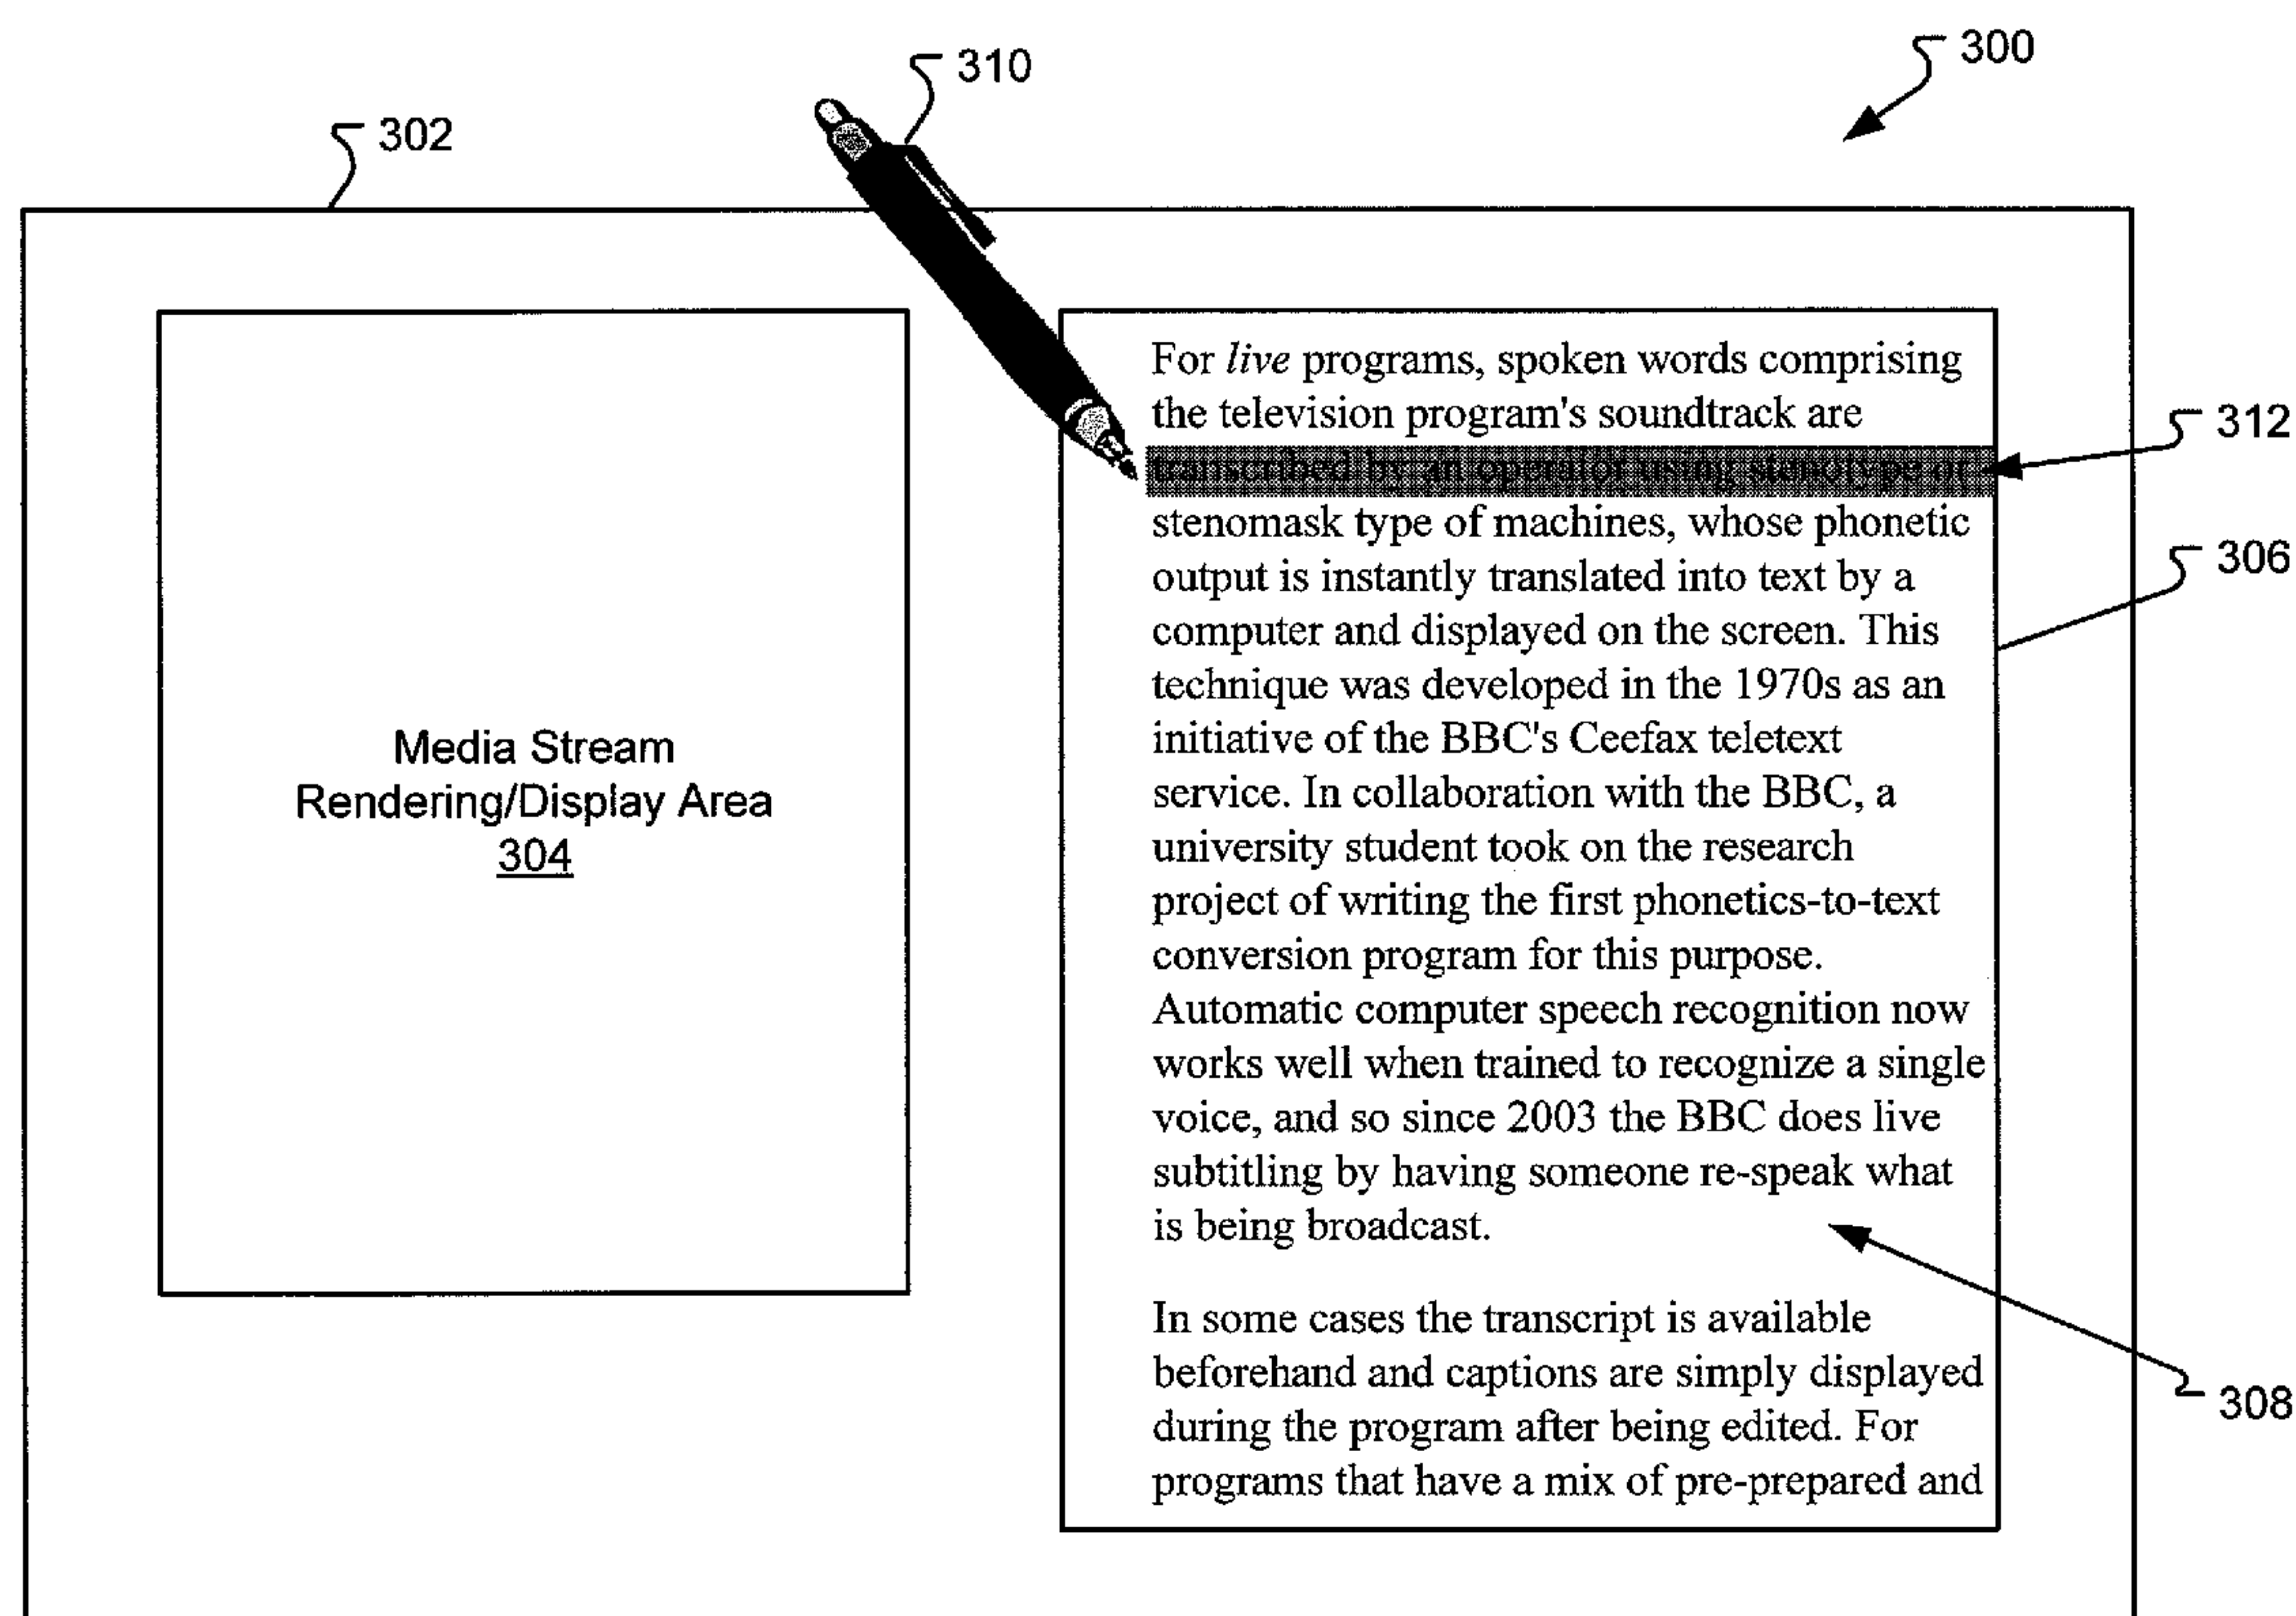 310
300
302
For live programs, spoken words comprising
the television program's soundtrack are
transcribed by an operator using stenotype or
312
stenomask type of machines, whose phonetic
output is instantly translated into text by a
306
computer and displayed on the screen. This
technique was developed in the 1970s as an
initiative of the BBC's Ceefax teletext
service. In collaboration with the BBC, a
university student took on the research
project of writing the first phonetics-to-text
conversion program for this purpose.
Automatic computer speech recognition now
works well when trained to recognize a single
voice, and so since 2003 the BBC does live
subtitling by having someone re-speak what
is being broadcast.
In some cases the transcript is available
beforehand and captions are simply displayed
during the program after being edited. For
programs that have a mix of pre-prepared and
308
Media Stream
Rendering/Display Area
304